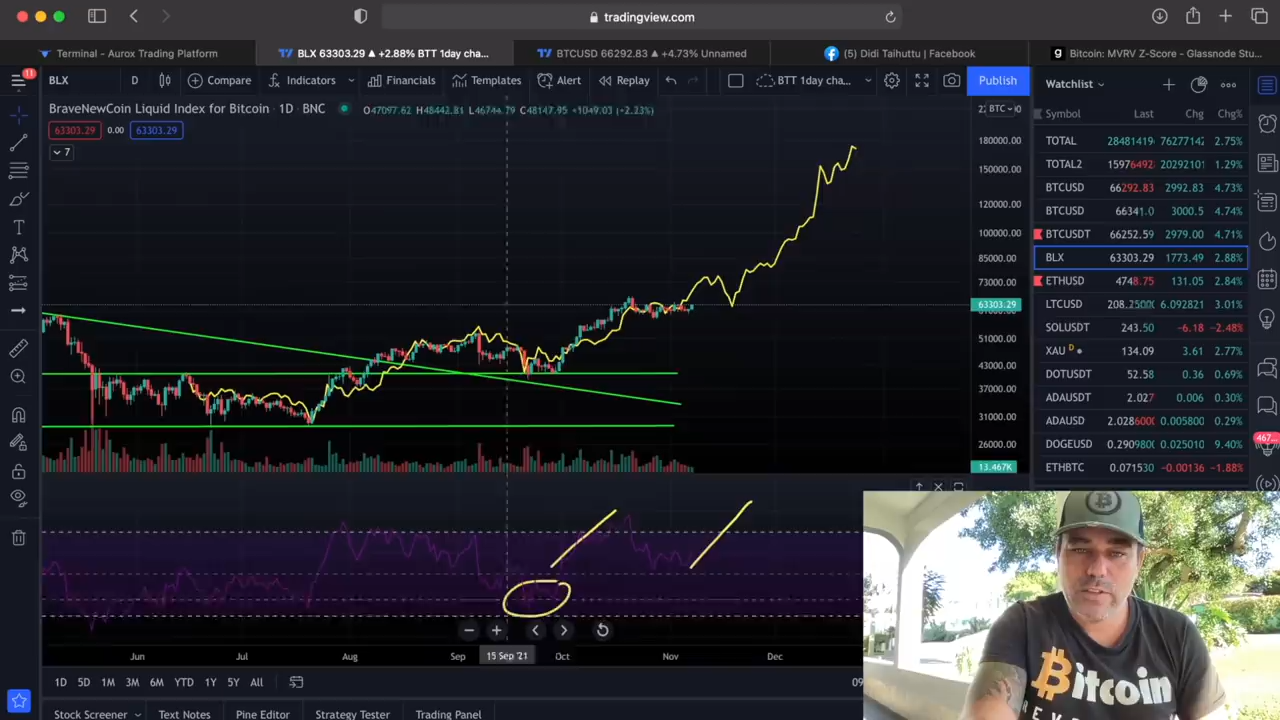 tradingview.com
Terminal - Aurox Trading Platform
BLX 63303.29 ▲ +2.88% BTT 1day cha...
BTCUSD 66292.83 ▲ +4.73% Unnamed
(5) Didi Taihuttu | Facebook
Bitcoin: MVRV Z-Score - Glassnode Stu...
11
BLX
D
Compare
Indicators
Financials
Templates
Alert
Replay
BTT 1day cha...
Publish
Watchlist
BraveNewCoin Liquid Index for Bitcoin · 1D · BNC
O47097.62 H48442.81 L46744.79 C48147.95 +1049.03 (+2.23%)
BTC
63303.29 0.00 63303.29
7
Symbol Last Chg Chg%
TOTAL 28481419 76277142 2.75%
TOTAL2 15976492 20292101 1.29%
BTCUSD 66292.83 2992.83 4.73%
BTCUSD 66341.0 3000.5 4.74%
BTCUSDT 66252.59 2979.00 4.71%
BLX 63303.29 1773.49 2.88%
ETHUSD 4748.75 131.05 2.84%
LTCUSD 208.25000 6.092821 3.01%
SOLUSDT 243.50 -6.18 -2.48%
XAU D 134.09 3.61 2.77%
DOTUSDT 52.58 0.36 0.69%
ADAUSDT 2.027 0.006 0.30%
ADAUSD 2.028600 0.005800 0.29%
DOGEUSD 0.290980 0.025010 9.40%
ETHBTC 0.071530 -0.00136 -1.88%
180000.00
150000.00
120000.00
100000.00
85000.00
73000.00
63303.29
51000.00
43000.00
37000.00
31000.00
26000.00
13.467K
467...
Jun Jul Aug Sep 15 Sep '21 Oct Nov Dec
1D 5D 1M 3M 6M YTD 1Y 5Y All
09
Stock Screener Text Notes Pine Editor Strategy Tester Trading Panel
Bitcoin